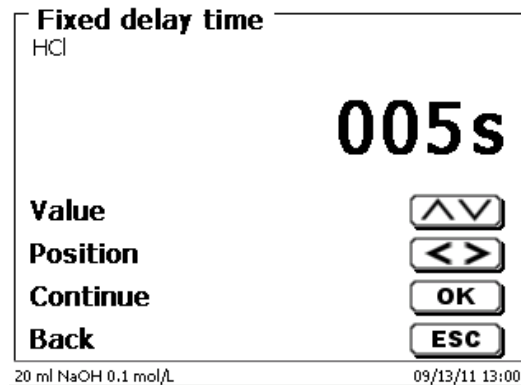 Fixed delay time
HCl
005s
Value
Position
Continue OK
Back ESC
20 ml NaOH 0.1 mol/L 09/13/11 13:00